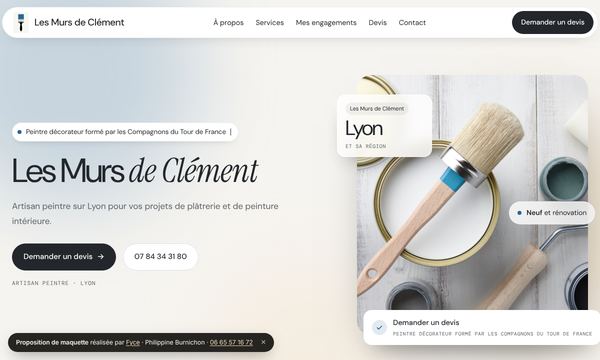 Les Murs de Clément
À propos
Services
Mes engagements
Devis
Contact
Demander un devis
Peintre décorateur formé par les Compagnons du Tour de France |
Les Murs de Clément
Artisan peintre sur Lyon pour vos projets de plâtrerie et de peinture
intérieure.
Demander un devis →
07 84 34 31 80
ARTISAN PEINTRE · LYON
Les Murs de Clément
Lyon
ET SA RÉGION
Neuf et rénovation
Demander un devis
PEINTRE DÉCORATEUR FORMÉ PAR LES COMPAGNONS DU TOUR DE FRANCE
Proposition de maquette réalisée par Fyce · Philippine Burnichon · 06 65 57 16 72 ×